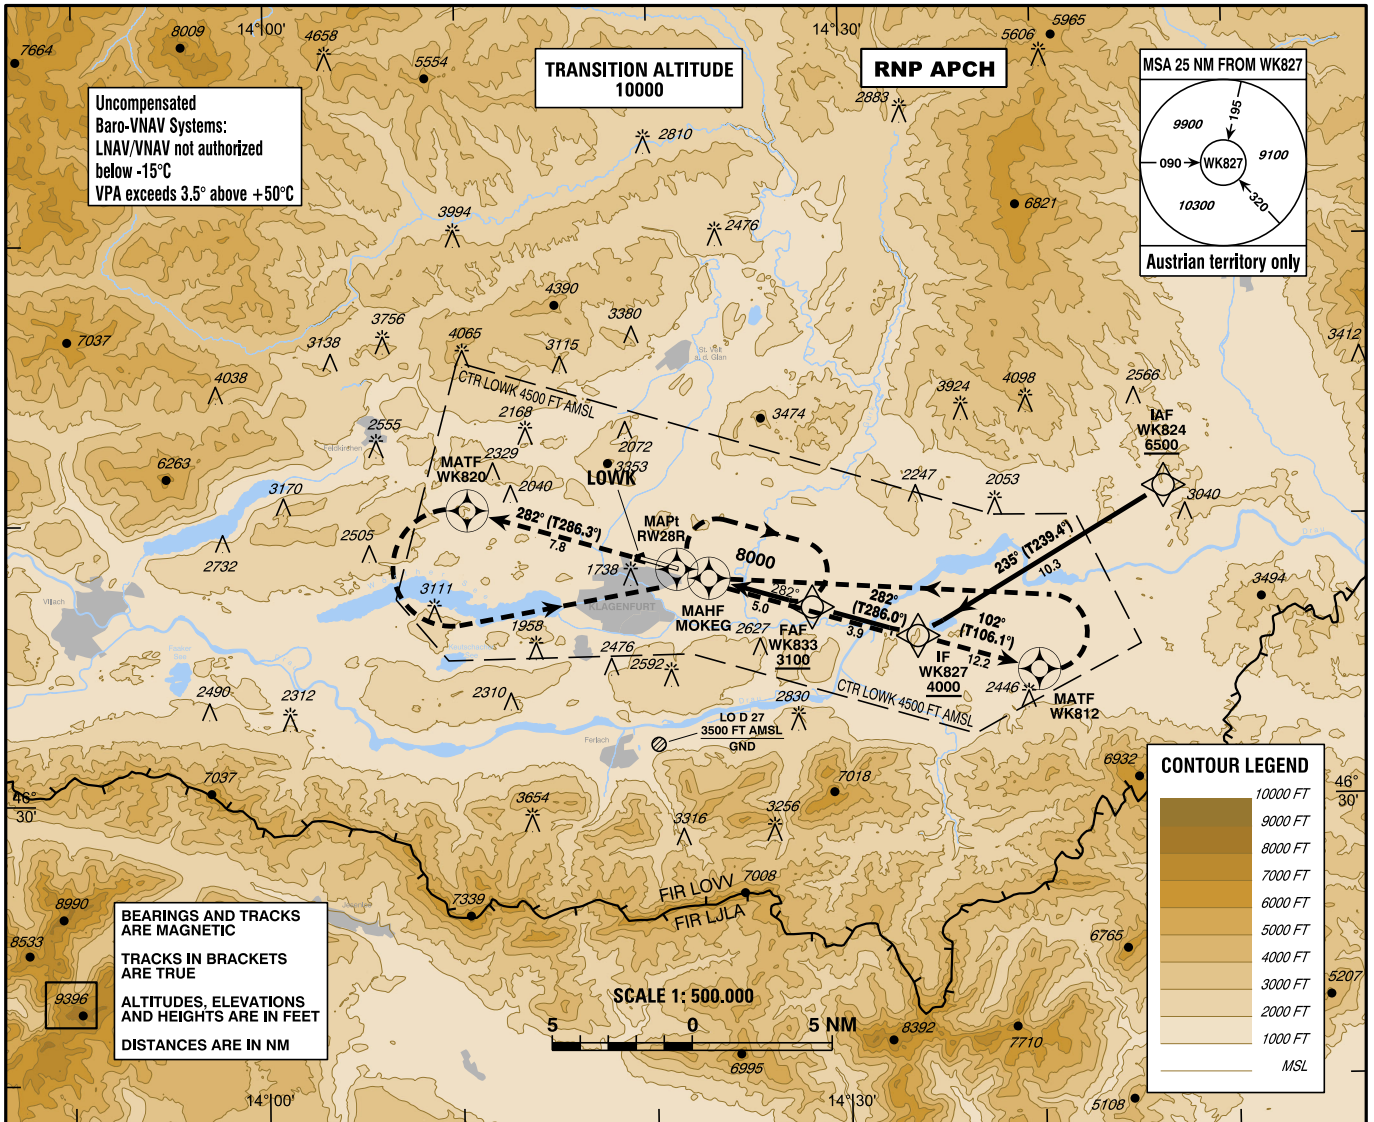 14°00'
14°30'
5965
5606
7664
8009
4658
5554
TRANSITION ALTITUDE
10000
RNP APCH
MSA 25 NM FROM WK827
195
9900
9100
090
WK827
320
10300
Austrian territory only
Uncompensated
Baro-VNAV Systems:
LNAV/VNAV not authorized
below -15°C
VPA exceeds 3.5° above +50°C
2883
2810
3994
2476
6821
4390
3380
3756
4065
3138
3115
7037
4038
St. Veit
a. d. Glan
3412
CTR LOWK 4500 FT AMSL
3924
4098
2566
IAF
WK824
6500
2168
3474
2555
Feldkirchen
2072
2329
3353
MATF
WK820
LOWK
6263
2040
2247
2053
3040
3170
282° (T286.3°)
7.8
MAPt
RW28R
235° (T239.4°)
10.3
2505
2732
8000
1738
3111
3494
Villach
KLAGENFURT
282°
5.0
282°
(T286.0°)
3.9
MAHF
MOKEG
102°
(T106.1°)
12.2
1958
2627
FAF
WK833
3100
IF
WK827
4000
Keutschach
Faaker
See
2476
2592
2446
MATF
WK812
2490
2312
2310
2830
CTR LOWK 4500 FT AMSL
LO D 27
3500 FT AMSL
GND
Ferlach
46°
30'
7037
7018
6932
46°
30'
3654
3256
3316
7339
FIR LOVV
7008
FIR LJLA
CONTOUR LEGEND
10000 FT
9000 FT
8000 FT
7000 FT
6000 FT
5000 FT
4000 FT
3000 FT
2000 FT
1000 FT
MSL
8990
8533
9396
BEARINGS AND TRACKS
ARE MAGNETIC
TRACKS IN BRACKETS
ARE TRUE
ALTITUDES, ELEVATIONS
AND HEIGHTS ARE IN FEET
DISTANCES ARE IN NM
6765
5207
SCALE 1: 500.000
5 0 5 NM
8392
7710
6995
5108
14°00'
14°30'